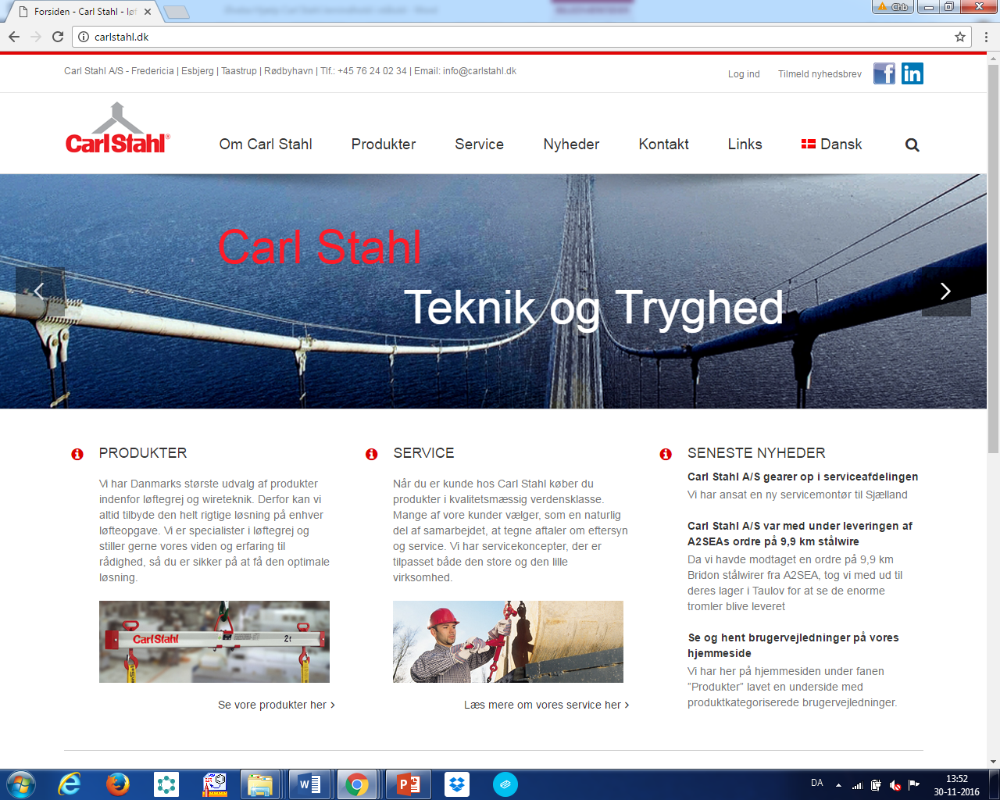 Forsiden - Carl Stahl - løf
Chb
carlstahl.dk
Carl Stahl A/S - Fredericia | Esbjerg | Taastrup | Rødbyhavn | Tlf.: +45 76 24 02 34 | Email: info@carlstahl.dk
Log ind
Tilmeld nyhedsbrev
CarlStahl®
Om Carl Stahl
Produkter
Service
Nyheder
Kontakt
Links
Dansk
Carl Stahl
Teknik og Tryghed
PRODUKTER
Vi har Danmarks største udvalg af produkter
indenfor løftegrej og wireteknik. Derfor kan vi
altid tilbyde den helt rigtige løsning på enhver
løfteopgave. Vi er specialister i løftegrej og
stiller gerne vores viden og erfaring til
rådighed, så du er sikker på at få den optimale
løsning.
CarlStahl
2t
Se vore produkter her
SERVICE
Når du er kunde hos Carl Stahl køber du
produkter i kvalitetsmæssig verdensklasse.
Mange af vore kunder vælger, som en naturlig
del af samarbejdet, at tegne aftaler om eftersyn
og service. Vi har servicekoncepter, der er
tilpasset både den store og den lille
virksomhed.
Læs mere om vores service her
SENESTE NYHEDER
Carl Stahl A/S gearer op i serviceafdelingen
Vi har ansat en ny servicemontør til Sjælland
Carl Stahl A/S var med under leveringen af
A2SEAs ordre på 9,9 km stålwire
Da vi havde modtaget en ordre på 9,9 km
Bridon stålwirer fra A2SEA, tog vi med ud til
deres lager i Taulov for at se de enorme
tromler blive leveret
Se og hent brugervejledninger på vores
hjemmeside
Vi har her på hjemmesiden under fanen
”Produkter” lavet en underside med
produktkategoriserede brugervejledninger.
DA
13:52
30-11-2016